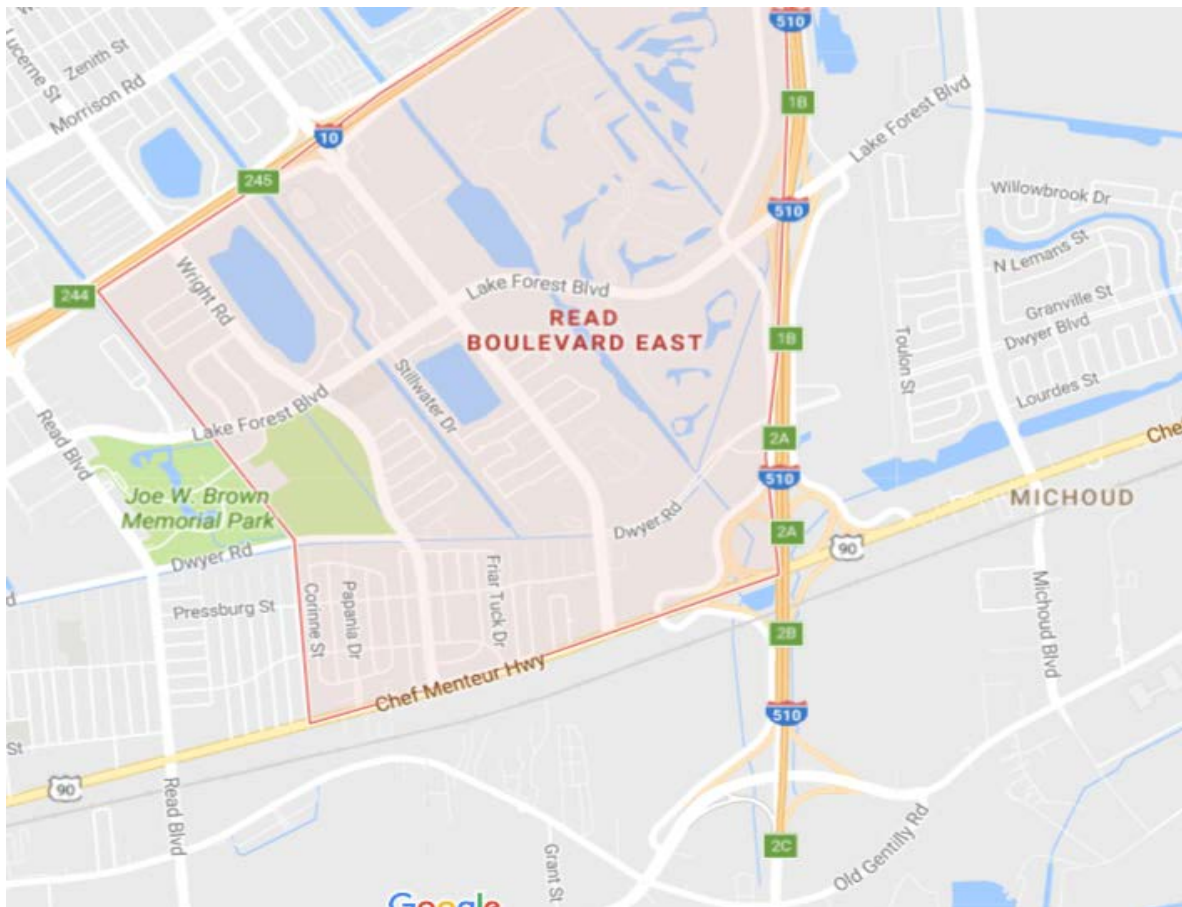 Lucerne St
Zenith St
Morrison Rd
510
1B
Lake Forest Blvd
10
245
Willowbrook Dr
510
N Lemans St
Wright Rd
244
Lake Forest Blvd
Granville St
READ
BOULEVARD EAST
Dwyer Blvd
1B
Toulon St
Stillwater Dr
Lourdes St
Lake Forest Blvd
Read Blvd
2A
Chef
510
Joe W. Brown
Memorial Park
MICHOUD
Dwyer Rd
2A
90
Dwyer Rd
Friar Tuck Dr
Pressburg St
Corinne St
Papania Dr
Michoud Blvd
2B
Chef Menteur Hwy
510
St
90
Read Blvd
2C
Grant St
Old Gentilly Rd
Google